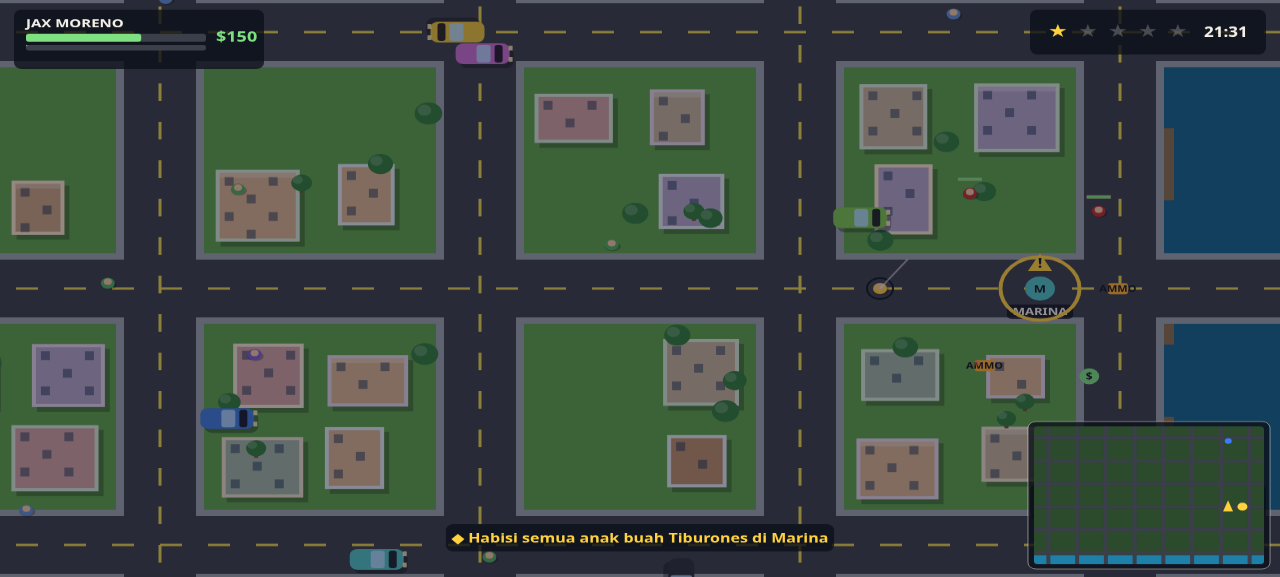 JAX MORENO
$150
21:31
!
M
MARINA
AMMO
AMMO
$
◆ Habisi semua anak buah Tiburones di Marina